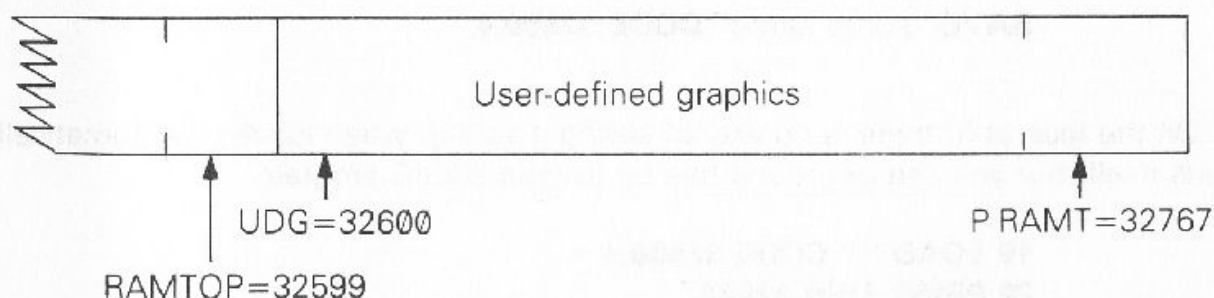 User-defined graphics
UDG=32600
P RAMT=32767
RAMTOP=32599